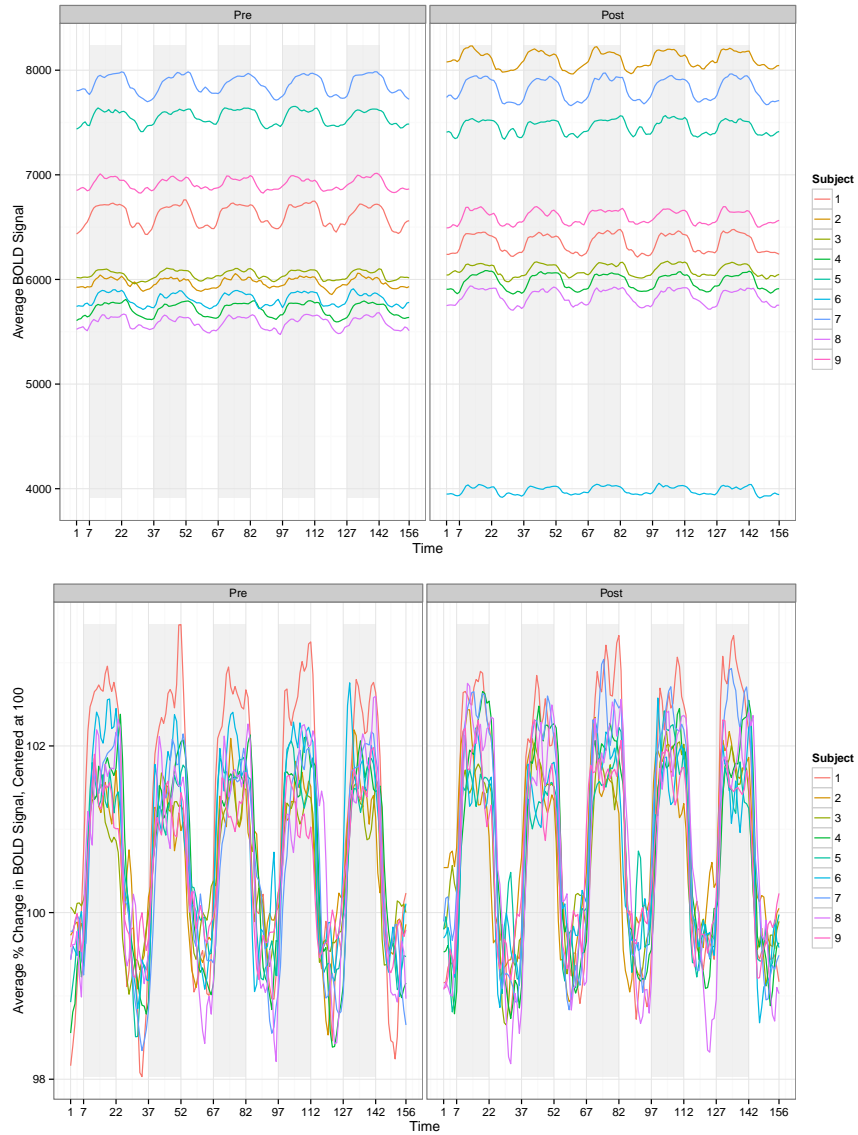 Pre Post
Average BOLD Signal
8000
7000
6000
5000
4000
1 7 22 37 52 67 82 97 112 127 142 156
1 7 22 37 52 67 82 97 112 127 142 156
Time
Subject
1
2
3
4
5
6
7
8
9
Pre Post
Average % Change in BOLD Signal, Centered at 100
102
100
98
1 7 22 37 52 67 82 97 112 127 142 156
1 7 22 37 52 67 82 97 112 127 142 156
Time
Subject
1
2
3
4
5
6
7
8
9